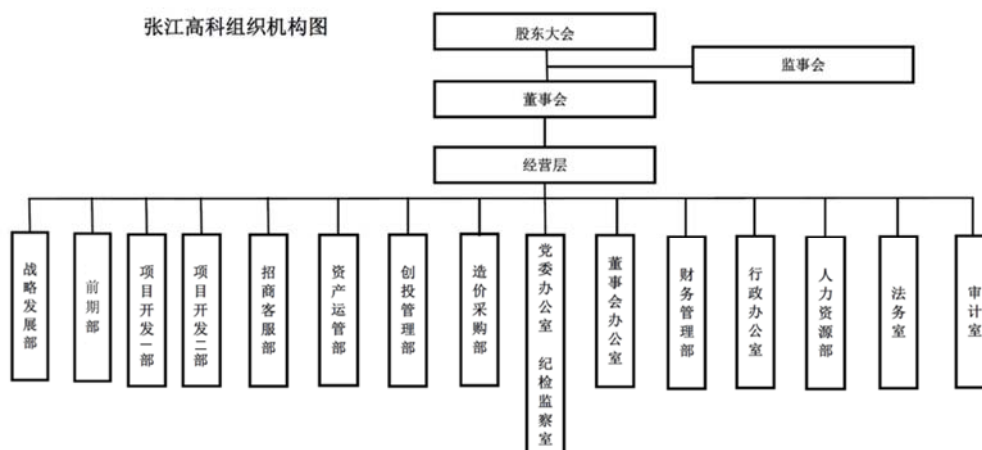 张江高科组织机构图
股东大会
监事会
董事会
经营层
战略发展部
前期部
项目开发一部
项目开发二部
招商客服部
资产运管部
创投管理部
造价采购部
党委办公室 纪检监察室
董事会办公室
财务管理部
行政办公室
人力资源部
法务室
审计室